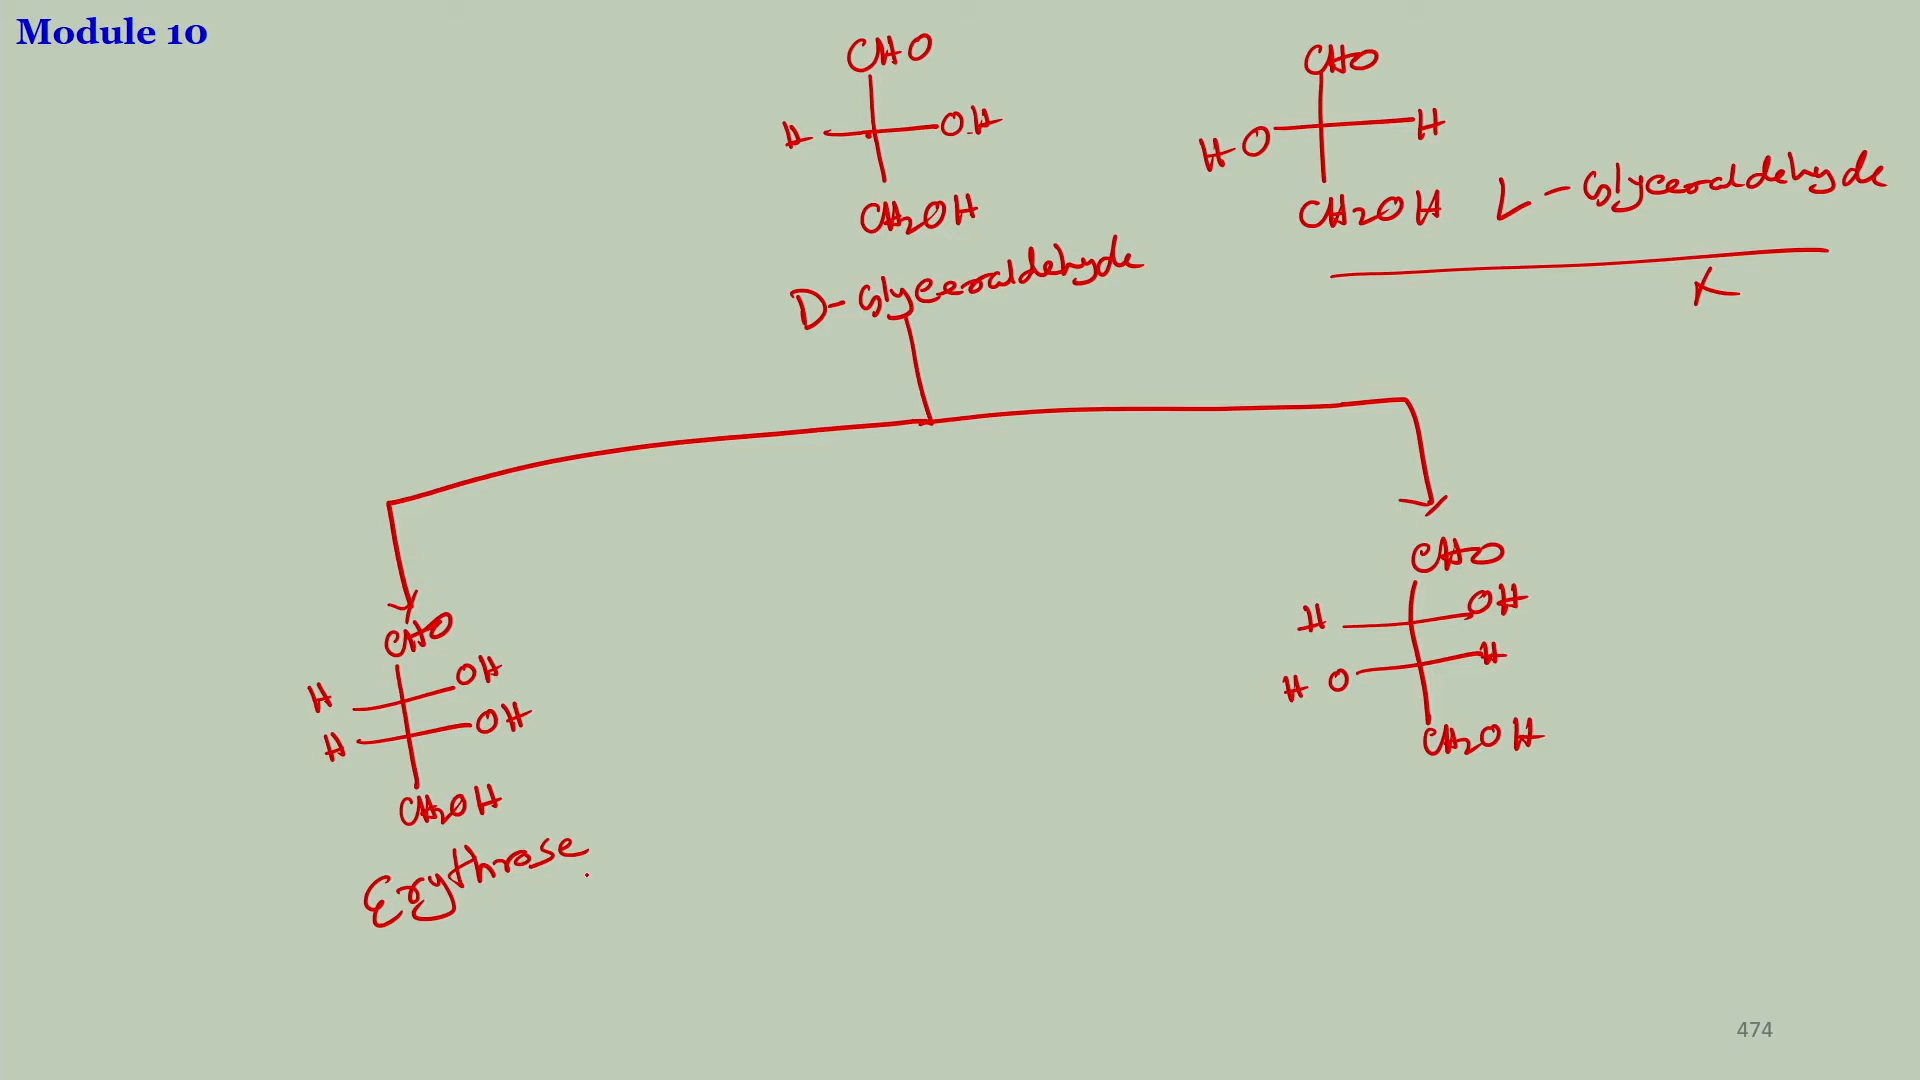 Module 10
CHO
H OH
CH2OH
D-Glyceraldehyde
CHO
HO H
CH2OH
L-Glyceraldehyde
CHO
H OH
H OH
CH2OH
Erythrose
CHO
H OH
HO H
CH2OH
474